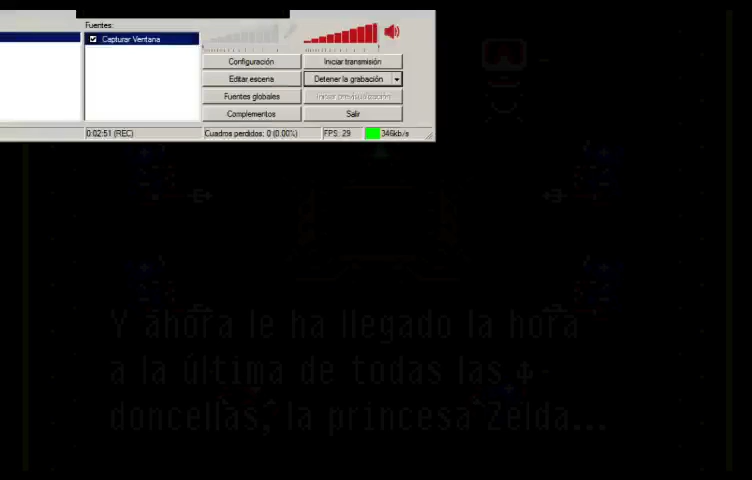 Fuentes:
Capturar Ventana
Configuración
Iniciar transmisión
Editar escena
Detener la grabación
Fuentes globales
Iniciar previsualización
Complementos
Salir
0:02:51 (REC)
Cuadros perdidos: 0 (0.00%)
FPS: 29
346kb/s
Y ahora le ha llegado la hora
a la última de todas las
doncellas, la princesa Zelda...